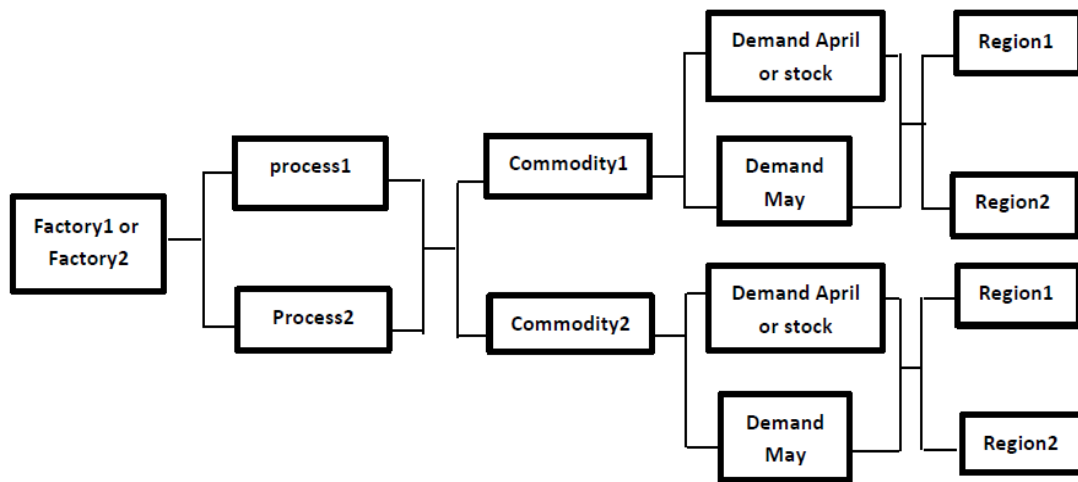 Factory1 or
Factory2
process1
Process2
Commodity1
Commodity2
Demand April
or stock
Demand
May
Region1
Region2
Demand April
or stock
Demand
May
Region1
Region2